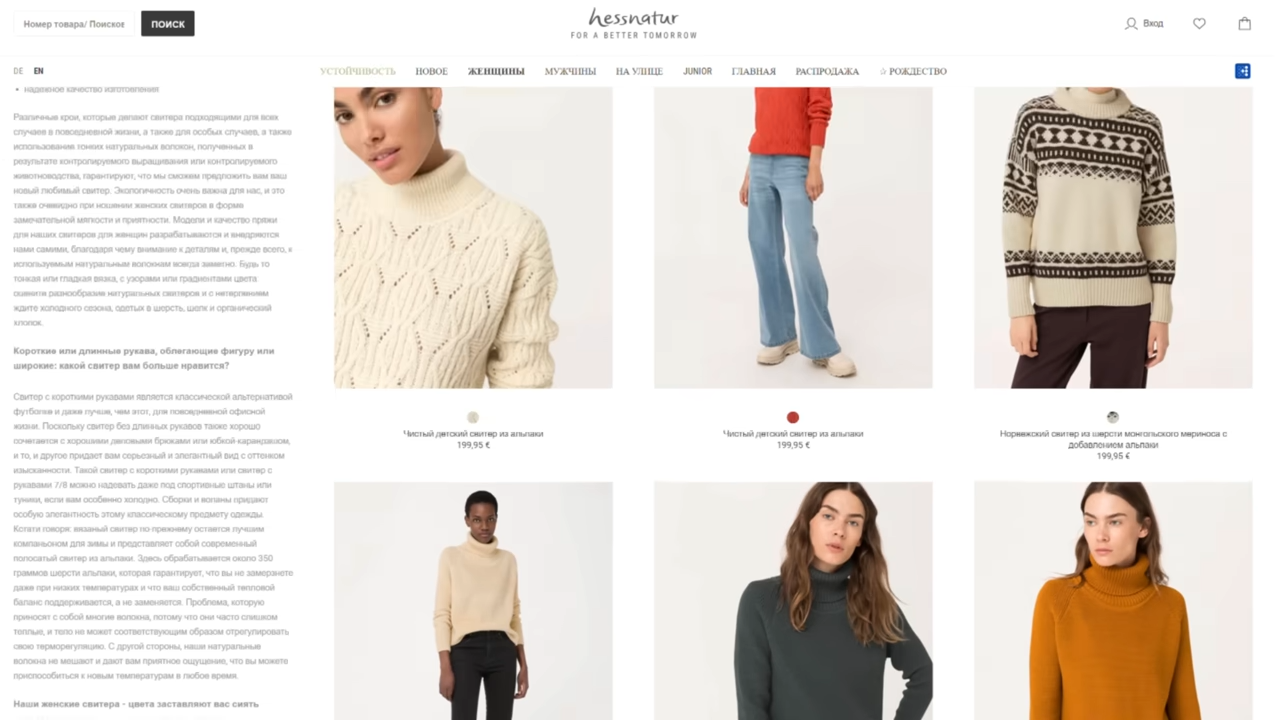 Номер товара/ Поиское
ПОИСК
hessnatur
FOR A BETTER TOMORROW
Вход
DE EN
УСТОЙЧИВОСТЬ НОВОЕ ЖЕНЩИНЫ МУЖЧИНЫ НА УЛИЦЕ JUNIOR ГЛАВНАЯ РАСПРОДАЖА ☆ РОЖДЕСТВО
• надежное качество изготовления
Различные крои, которые делают свитера подходящими для всех
случаев в повседневной жизни, а также для особых случаев, а также
использование тонких натуральных волокон, полученных в
результате контролируемого выращивания или контролируемого
животноводства, гарантируют, что мы сможем предложить вам ваш
новый любимый свитер. Экологичность очень важна для нас, и это
также очевидно при ношении женских свитеров в форме
замечательной мягкости и приятности. Модели и качество пряжи
для наших свитеров для женщин разрабатываются и внедряются
нами самими, благодаря чему внимание к деталям и, прежде всего, к
используемым натуральным волокнам всегда заметно. Будь то
тонкая или гладкая вязка, с узорами или градиентами цвета
оцените разнообразие натуральных свитеров и с нетерпением
ждите холодного сезона, одетых в шерсть, шелк и органический
хлопок.
Короткие или длинные рукава, облегающие фигуру или
широкие: какой свитер вам больше нравится?
Свитер с короткими рукавами является классической альтернативой
футболке и даже лучше, чем этот, для повседневной офисной
жизни. Поскольку свитер без длинных рукавов также хорошо
сочетается с хорошими деловыми брюками или юбкой-карандашом,
и то, и другое придает вам серьезный и элегантный вид с оттенком
изысканности. Такой свитер с короткими рукавами или свитер с
рукавами 7/8 можно надевать даже под спортивные штаны или
туники, если вам особенно холодно. Сборки и воланы придают
особую элегантность этому классическому предмету одежды.
Кстати говоря: вязаный свитер по-прежнему остается лучшим
компаньоном для зимы и представляет собой современный
полосатый свитер из альпаки. Здесь обрабатывается около 350
граммов шерсти альпаки, которая гарантирует, что вы не замерзнете
даже при низких температурах и что ваш собственный тепловой
баланс поддерживается, а не заменяется. Проблема, которую
приносят с собой многие волокна, потому что они часто слишком
теплые, и тело не может соответствующим образом отрегулировать
свою терморегуляцию. С другой стороны, наши натуральные
волокна не мешают и дают вам приятное ощущение, что вы можете
приспособиться к новым температурам в любое время.
Наши женские свитера - цвета заставляют вас сиять
Чистый детский свитер из альпаки
199,95 €
Чистый детский свитер из альпаки
199,95 €
Норвежский свитер из шерсти монгольского мериноса с
добавлением альпаки
199,95 €